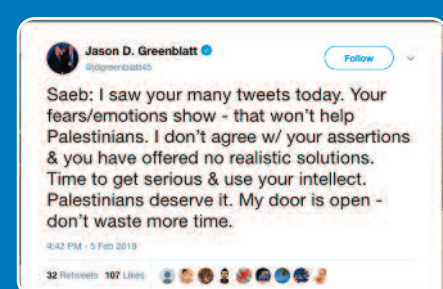 Jason D. Greenblatt
@jdgreenblatt45
Follow
Saeb: I saw your many tweets today. Your
fears/emotions show - that won't help
Palestinians. I don't agree w/ your assertions
& you have offered no realistic solutions.
Time to get serious & use your intellect.
Palestinians deserve it. My door is open -
don't waste more time.
4:42 PM - 5 Feb 2019
32 Retweets 107 Likes